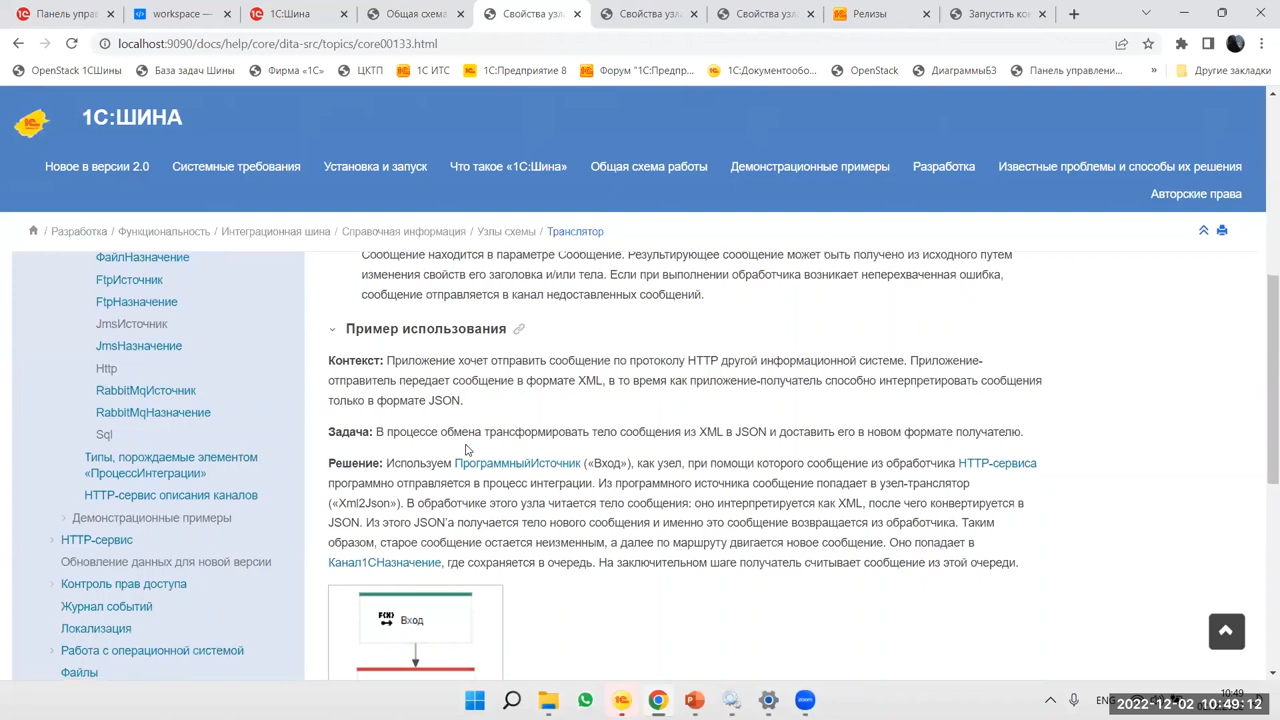 Панель упра
workspace —
1С:Шина
Общая схема
Свойства узл
Свойства узл
Свойства узл
Релизы
Запустить ко
localhost:9090/docs/help/core/dita-src/topics/core00133.html
OpenStack 1СШины
База задач Шины
Фирма «1С»
ЦКТП
1С ИТС
1С:Предприятие 8
Форум "1С:Предпр...
1С:Документообо...
OpenStack
ДиаграммыБЗ
Панель управлени...
»
Другие закладки
1С:ШИНА
Новое в версии 2.0
Системные требования
Установка и запуск
Что такое «1С:Шина»
Общая схема работы
Демонстрационные примеры
Разработка
Известные проблемы и способы их решения
Авторские права
/ Разработка / Функциональность / Интеграционная шина / Справочная информация / Узлы схемы / Транслятор
ФайлНазначение
FtpИсточник
FtpНазначение
JmsИсточник
JmsНазначение
Http
RabbitMqИсточник
RabbitMqНазначение
Sql
Типы, порождаемые элементом
«ПроцессИнтеграции»
HTTP-сервис описания каналов
Демонстрационные примеры
HTTP-сервис
Обновление данных для новой версии
Контроль прав доступа
Журнал событий
Локализация
Работа с операционной системой
Файлы
Сообщение находится в параметре Сообщение. Результирующее сообщение может быть получено из исходного путем
изменения свойств его заголовка и/или тела. Если при выполнении обработчика возникает неперехваченная ошибка,
сообщение отправляется в канал недоставленных сообщений.
Пример использования
Контекст: Приложение хочет отправить сообщение по протоколу HTTP другой информационной системе. Приложение-
отправитель передает сообщение в формате XML, в то время как приложение-получатель способно интерпретировать сообщения
только в формате JSON.
Задача: В процессе обмена трансформировать тело сообщения из XML в JSON и доставить его в новом формате получателю.
Решение: Используем ПрограммныйИсточник («Вход»), как узел, при помощи которого сообщение из обработчика HTTP-сервиса
программно отправляется в процесс интеграции. Из программного источника сообщение попадает в узел-транслятор
(«Xml2Json»). В обработчике этого узла читается тело сообщения: оно интерпретируется как XML, после чего конвертируется в
JSON. Из этого JSON'а получается тело нового сообщения и именно это сообщение возвращается из обработчика. Таким
образом, старое сообщение остается неизменным, а далее по маршруту двигается новое сообщение. Оно попадает в
Канал1СНазначение, где сохраняется в очередь. На заключительном шаге получатель считывает сообщение из этой очереди.
F(X) Вход
ENG
10:49
2022-12-02 10:49:12